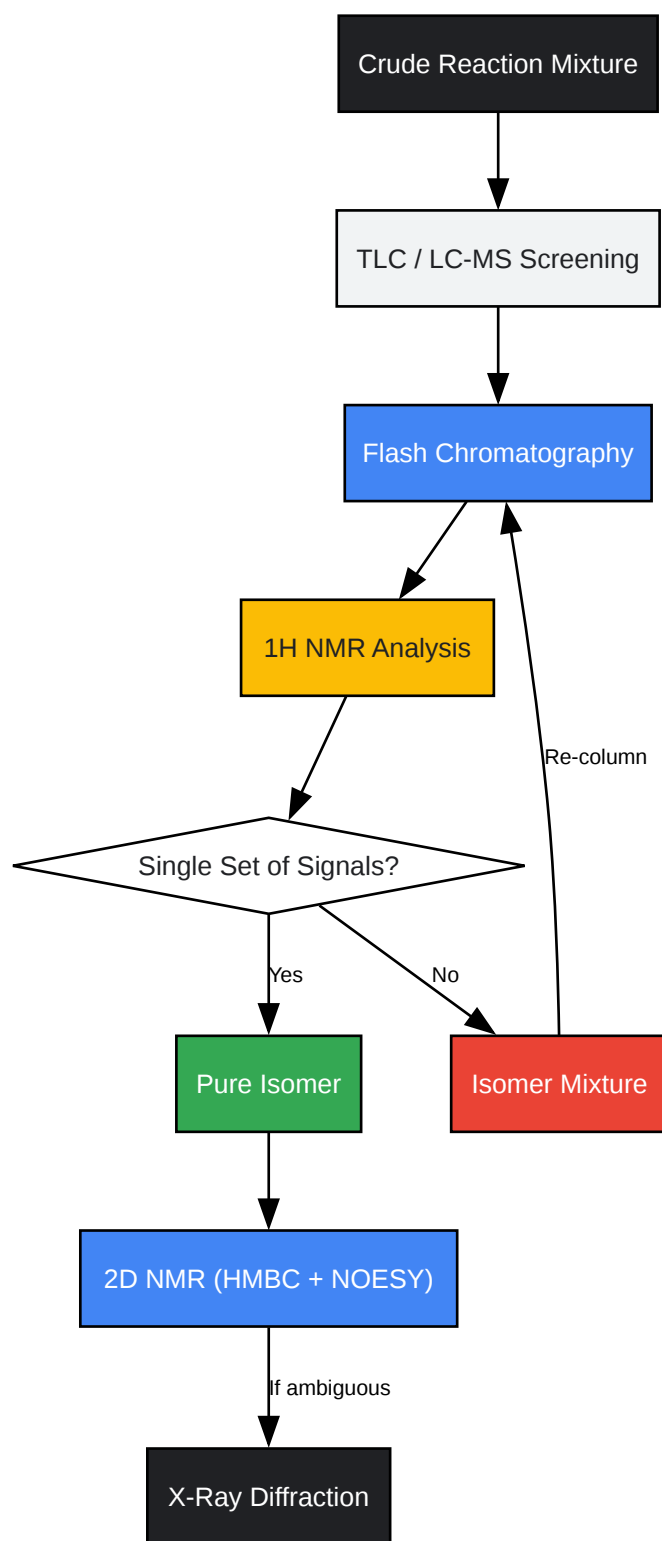 Crude Reaction Mixture
TLC / LC-MS Screening
Flash Chromatography
1H NMR Analysis
Re-column
Single Set of Signals?
Yes
No
Pure Isomer
Isomer Mixture
2D NMR (HMBC + NOESY)
If ambiguous
X-Ray Diffraction